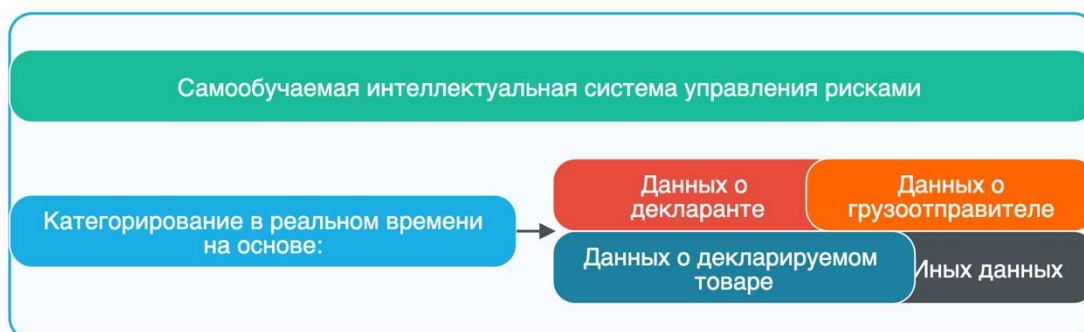 Самообучаемая интеллектуальная система управления рисками
Категорирование в реальном времени
на основе:
Данных о
декларанте
Данных о
грузоотправителе
Данных о декларируемом
товаре
Иных данных